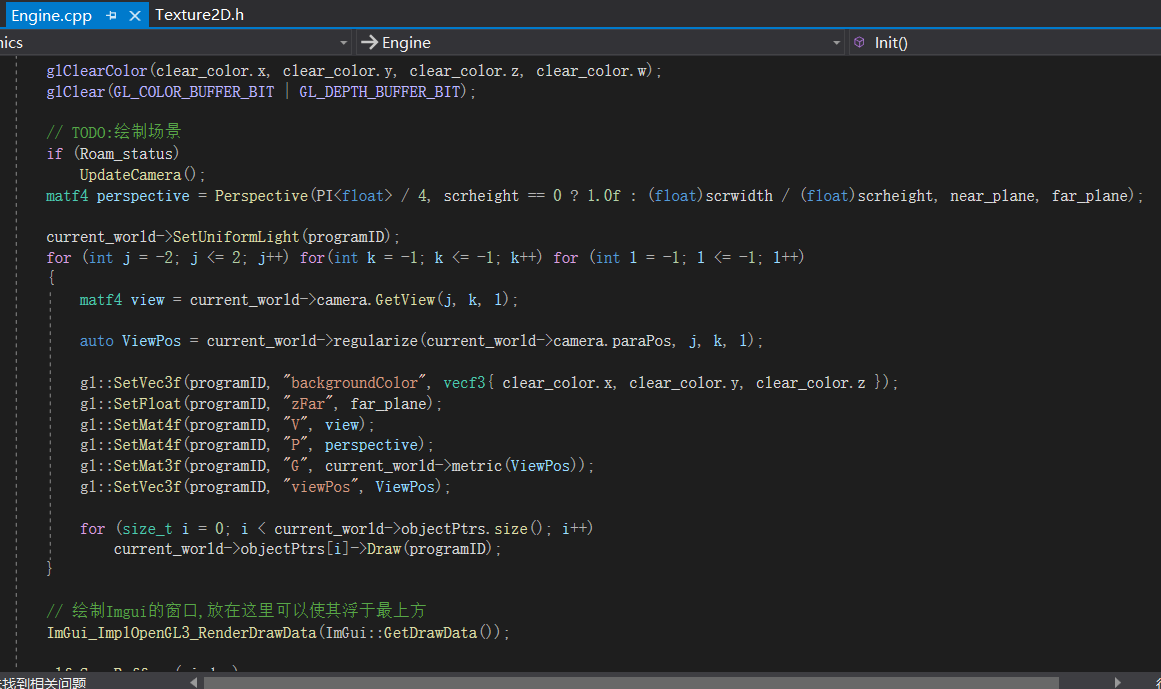 Engine.cpp Texture2D.h
Engine Init()
glClearColor(clear_color.x, clear_color.y, clear_color.z, clear_color.w);
glClear(GL_COLOR_BUFFER_BIT | GL_DEPTH_BUFFER_BIT);
// TODO:绘制场景
if (Roam_status)
UpdateCamera();
matf4 perspective = Perspective(PI<float> / 4, scrheight == 0 ? 1.0f : (float)scrwidth / (float)scrheight, near_plane, far_plane);
current_world->SetUniformLight(programID);
for (int j = -2; j <= 2; j++) for(int k = -1; k <= -1; k++) for (int l = -1; l <= -1; l++)
{
matf4 view = current_world->camera.GetView(j, k, l);
auto ViewPos = current_world->regularize(current_world->camera.paraPos, j, k, l);
gl::SetVec3f(programID, "backgroundColor", vecf3{ clear_color.x, clear_color.y, clear_color.z });
gl::SetFloat(programID, "zFar", far_plane);
gl::SetMat4f(programID, "V", view);
gl::SetMat4f(programID, "P", perspective);
gl::SetMat3f(programID, "G", current_world->metric(ViewPos));
gl::SetVec3f(programID, "viewPos", ViewPos);
for (size_t i = 0; i < current_world->objectPtrs.size(); i++)
current_world->objectPtrs[i]->Draw(programID);
}
// 绘制Imgui的窗口,放在这里可以使其浮于最上方
ImGui_ImplOpenGL3_RenderDrawData(ImGui::GetDrawData());
找到相关问题